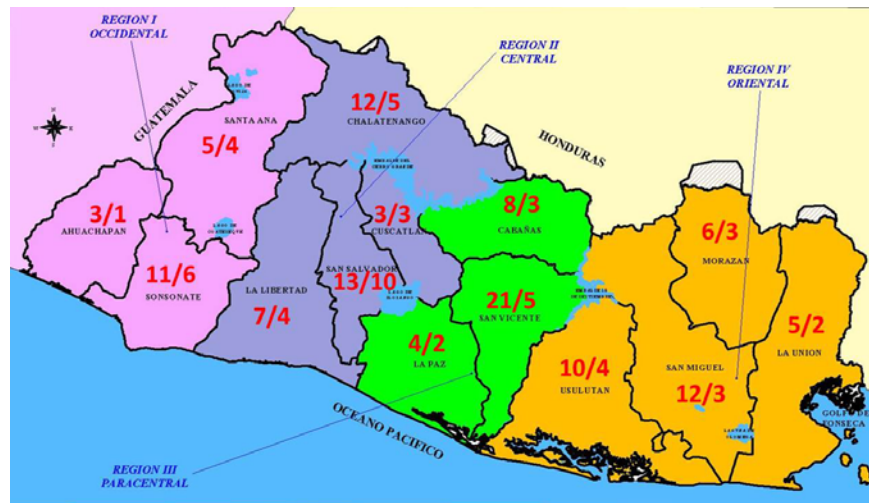 REGION I
OCCIDENTAL
REGION II
CENTRAL
REGION IV
ORIENTAL
GUATEMALA
HONDURAS
12/5
CHALATENANGO
SANTA ANA
5/4
3/1
AHUACHAPAN
3/3
CUSCATLAN
8/3
CABAÑAS
6/3
MORAZAN
11/6
SONSONATE
LA LIBERTAD
7/4
SAN SALVADOR
13/10
21/5
SAN VICENTE
4/2
LA PAZ
10/4
USULUTAN
SAN MIGUEL
12/3
5/2
LA UNION
GOLFO DE
FONSECA
OCEANO PACIFICO
REGION III
PARACENTRAL